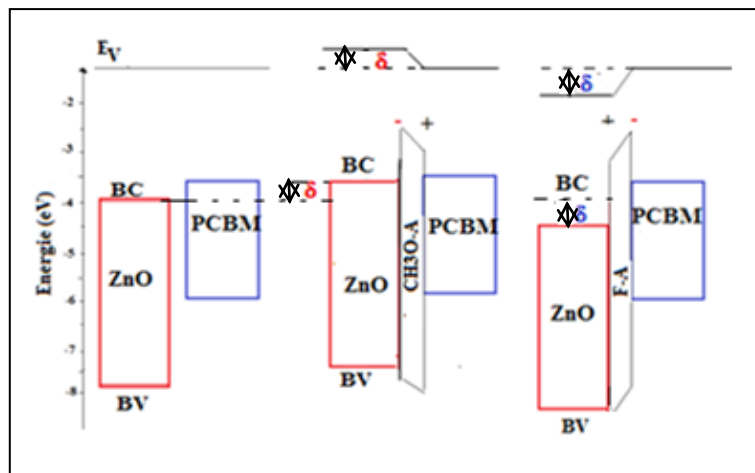 E_V
δ
δ
-2
-3
-4
-5
-6
-7
-8
Energie (eV)
BC
PCBM
ZnO
BV
δ
- +
BC
CH3O-A
PCBM
ZnO
BV
+ -
BC
δ
F-A
PCBM
ZnO
BV